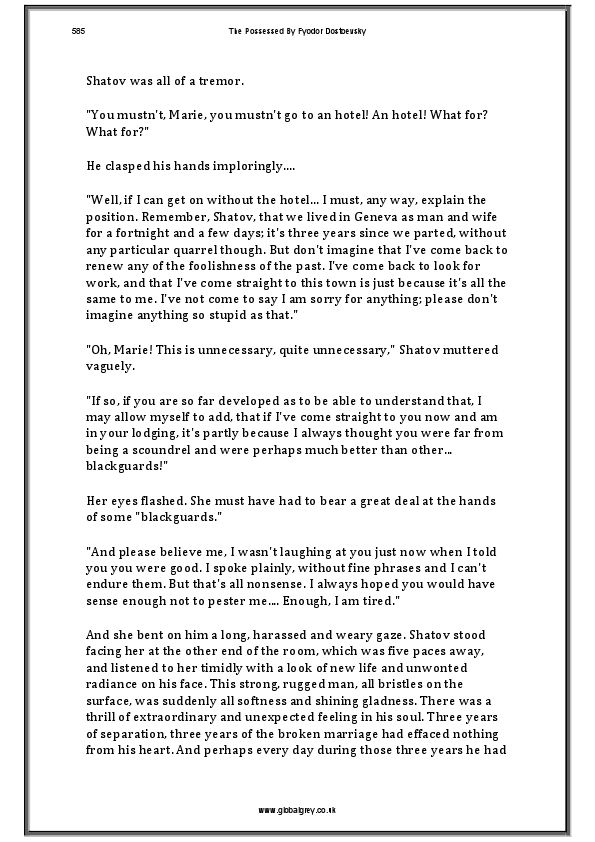 585
The Possessed By Fyodor Dostoevsky
Shatov was all of a tremor.
"You mustn't, Marie, you mustn't go to an hotel! An hotel! What for?
What for?"
He clasped his hands imploringly....
"Well, if I can get on without the hotel... I must, any way, explain the
position. Remember, Shatov, that we lived in Geneva as man and wife
for a fortnight and a few days; it's three years since we parted, without
any particular quarrel though. But don't imagine that I've come back to
renew any of the foolishness of the past. I've come back to look for
work, and that I've come straight to this town is just because it's all the
same to me. I've not come to say I am sorry for anything; please don't
imagine anything so stupid as that."
"Oh, Marie! This is unnecessary, quite unnecessary," Shatov muttered
vaguely.
"If so, if you are so far developed as to be able to understand that, I
may allow myself to add, that if I've come straight to you now and am
in your lodging, it's partly because I always thought you were far from
being a scoundrel and were perhaps much better than other...
blackguards!"
Her eyes flashed. She must have had to bear a great deal at the hands
of some "blackguards."
"And please believe me, I wasn't laughing at you just now when I told
you you were good. I spoke plainly, without fine phrases and I can't
endure them. But that's all nonsense. I always hoped you would have
sense enough not to pester me.... Enough, I am tired."
And she bent on him a long, harassed and weary gaze. Shatov stood
facing her at the other end of the room, which was five paces away,
and listened to her timidly with a look of new life and unwonted
radiance on his face. This strong, rugged man, all bristles on the
surface, was suddenly all softness and shining gladness. There was a
thrill of extraordinary and unexpected feeling in his soul. Three years
of separation, three years of the broken marriage had effaced nothing
from his heart. And perhaps every day during those three years he had
www.globalgrey.co.uk